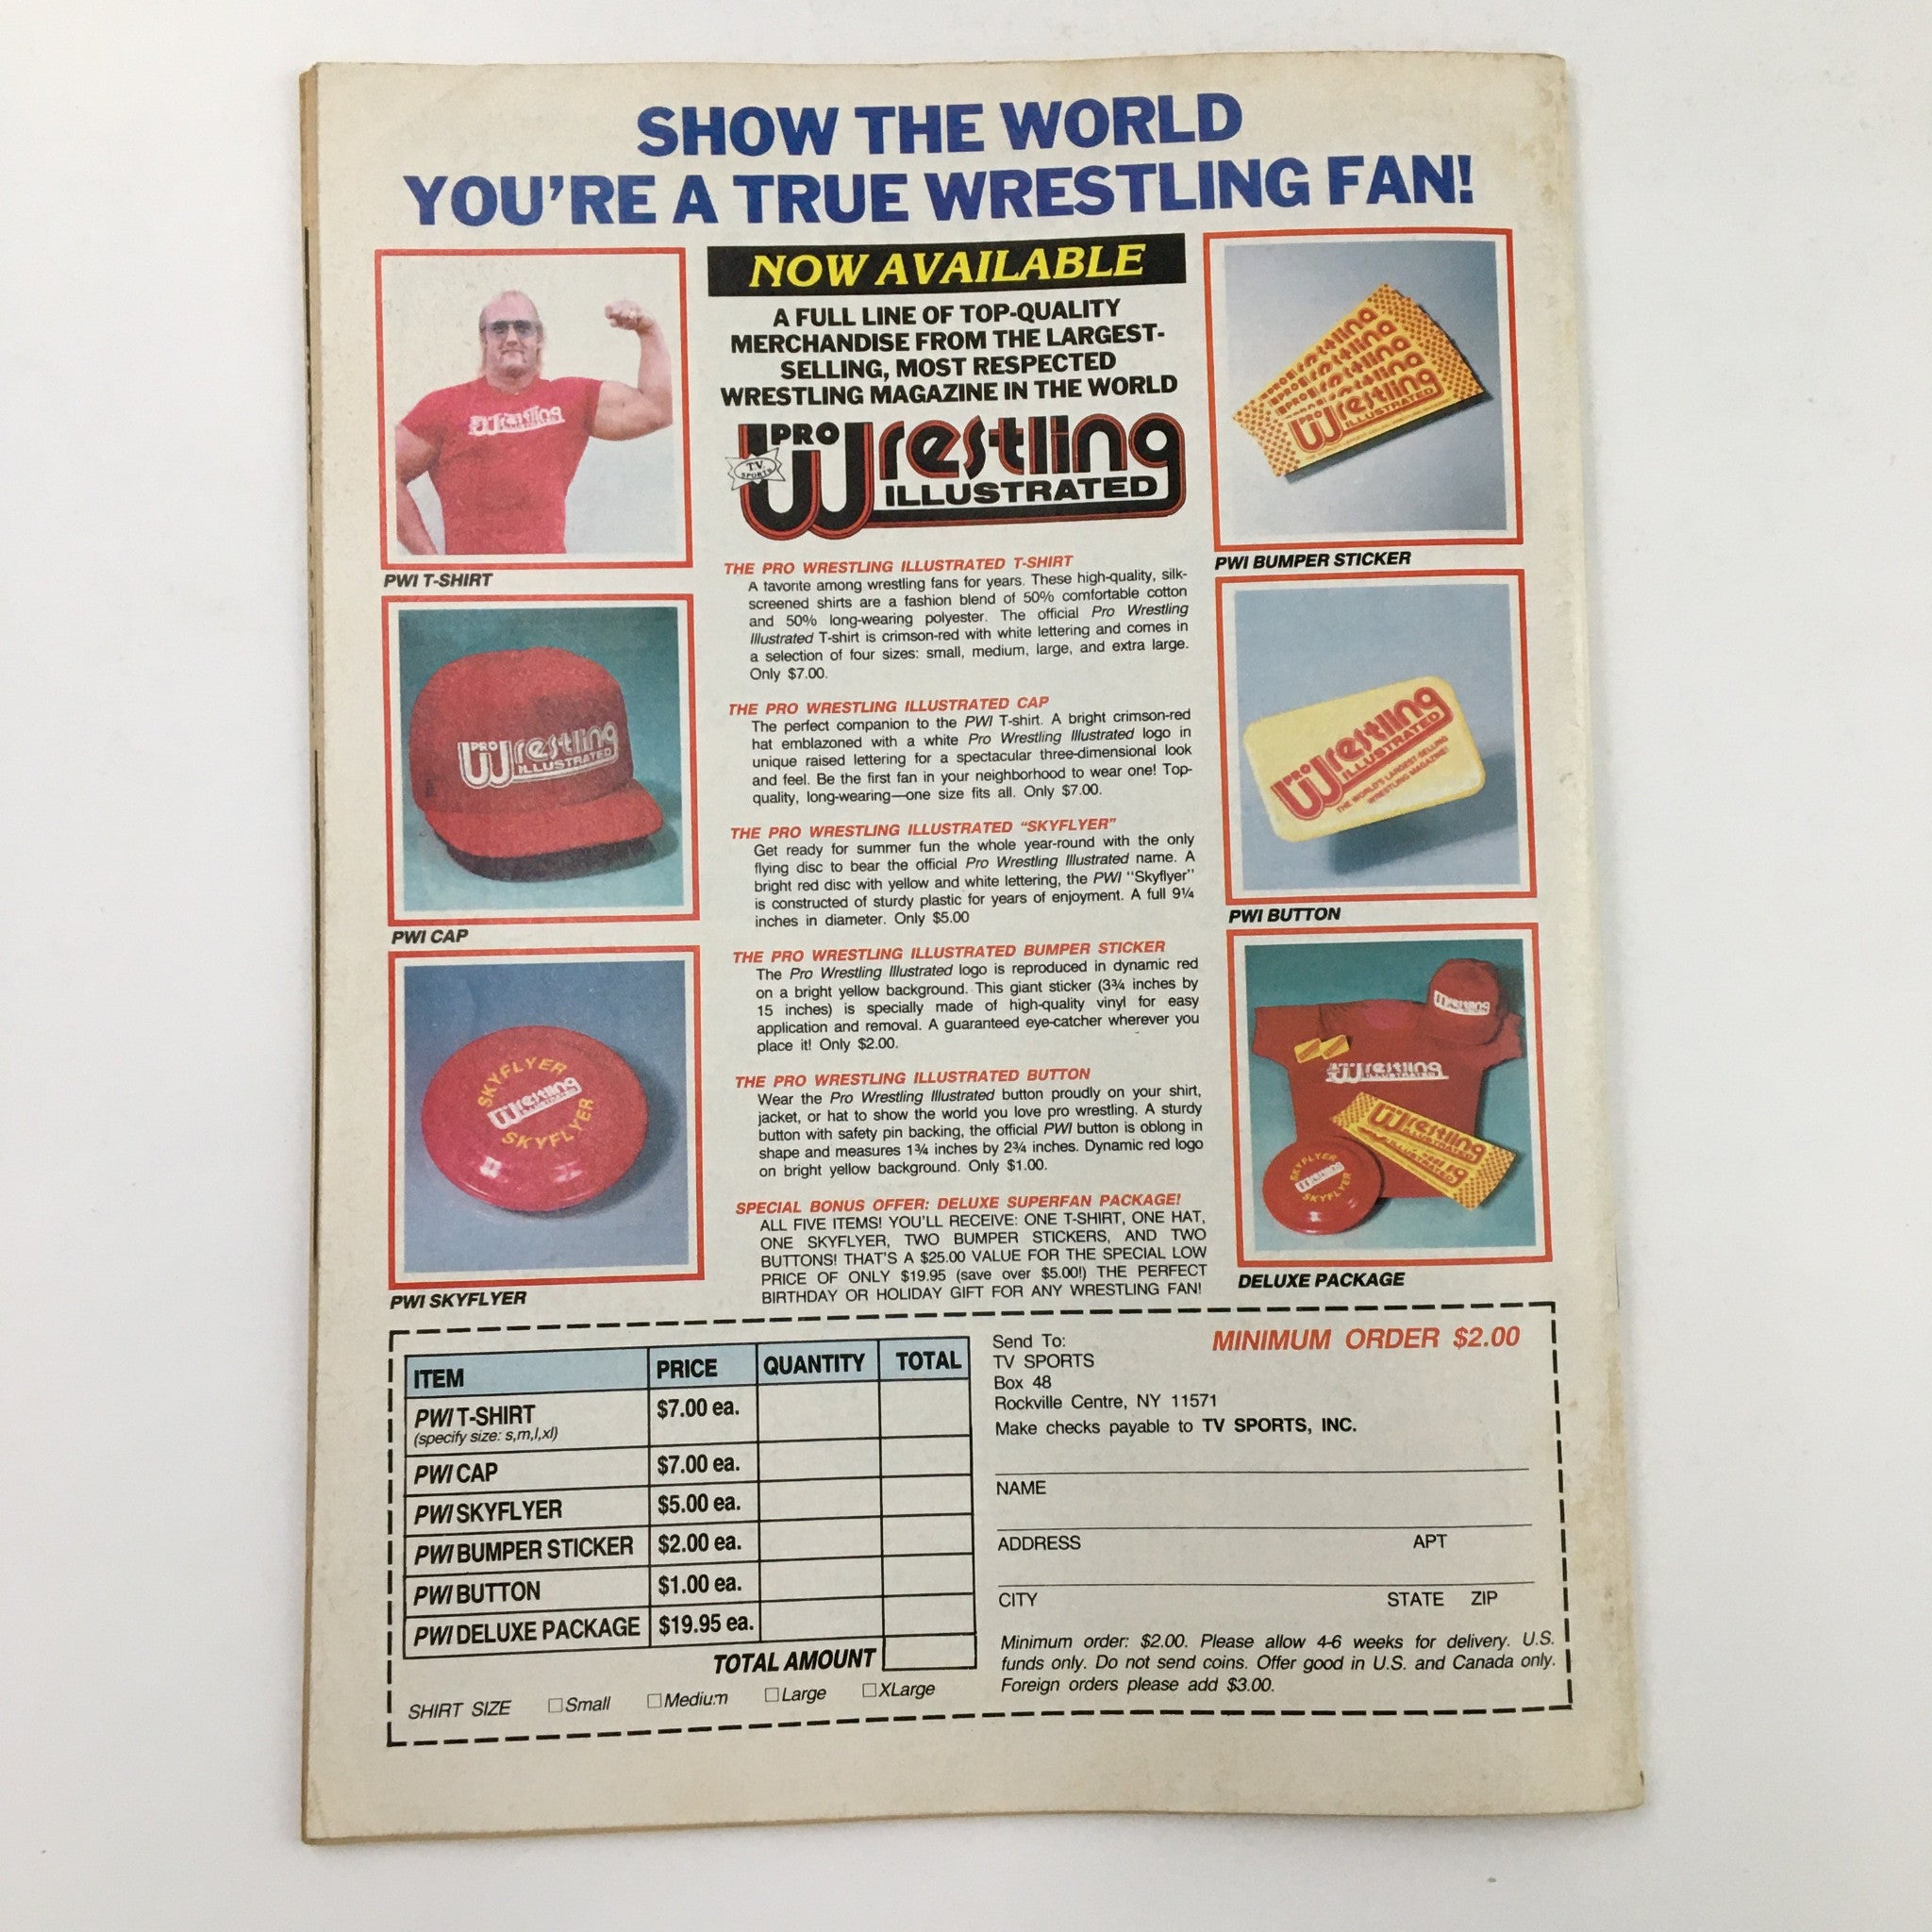 SHOW THE WORLD
YOU'RE A TRUE WRESTLING FAN!
NOW AVAILABLE
A FULL LINE OF TOP-QUALITY
MERCHANDISE FROM THE LARGEST-
SELLING, MOST RESPECTED
WRESTLING MAGAZINE IN THE WORLD
PRO Wrestling
T.V. SPORTS
ILLUSTRATED
Wrestling
PWI T-SHIRT
PRO Wrestling
ILLUSTRATED
PWI CAP
SKYFLYER
Wrestling
SKYFLYER
PWI SKYFLYER
THE PRO WRESTLING ILLUSTRATED T-SHIRT
A favorite among wrestling fans for years. These high-quality, silk-
screened shirts are a fashion blend of 50% comfortable cotton
and 50% long-wearing polyester. The official Pro Wrestling
Illustrated T-shirt is crimson-red with white lettering and comes in
a selection of four sizes: small, medium, large, and extra large.
Only $7.00.
THE PRO WRESTLING ILLUSTRATED CAP
The perfect companion to the PWI T-shirt. A bright crimson-red
hat emblazoned with a white Pro Wrestling Illustrated logo in
unique raised lettering for a spectacular three-dimensional look
and feel. Be the first fan in your neighborhood to wear one! Top-
quality, long-wearing—one size fits all. Only $7.00.
THE PRO WRESTLING ILLUSTRATED "SKYFLYER"
Get ready for summer fun the whole year-round with the only
flying disc to bear the official Pro Wrestling Illustrated name. A
bright red disc with yellow and white lettering, the PWI "Skyflyer"
is constructed of sturdy plastic for years of enjoyment. A full 9¼
inches in diameter. Only $5.00
THE PRO WRESTLING ILLUSTRATED BUMPER STICKER
The Pro Wrestling Illustrated logo is reproduced in dynamic red
on a bright yellow background. This giant sticker (3¾ inches by
15 inches) is specially made of high-quality vinyl for easy
application and removal. A guaranteed eye-catcher wherever you
place it! Only $2.00.
THE PRO WRESTLING ILLUSTRATED BUTTON
Wear the Pro Wrestling Illustrated button proudly on your shirt,
jacket, or hat to show the world you love pro wrestling. A sturdy
button with safety pin backing, the official PWI button is oblong in
shape and measures 1¾ inches by 2¾ inches. Dynamic red logo
on bright yellow background. Only $1.00.
SPECIAL BONUS OFFER: DELUXE SUPERFAN PACKAGE!
ALL FIVE ITEMS! YOU'LL RECEIVE: ONE T-SHIRT, ONE HAT,
ONE SKYFLYER, TWO BUMPER STICKERS, AND TWO
BUTTONS! THAT'S A $25.00 VALUE FOR THE SPECIAL LOW
PRICE OF ONLY $19.95 (save over $5.00!) THE PERFECT
BIRTHDAY OR HOLIDAY GIFT FOR ANY WRESTLING FAN!
PRO Wrestling
ILLUSTRATED
PWI BUMPER STICKER
PRO Wrestling
ILLUSTRATED
THE WORLD'S LARGEST-SELLING
WRESTLING MAGAZINE!
PWI BUTTON
Wrestling
Wrestling
Wrestling
SKYFLYER
SKYFLYER
DELUXE PACKAGE
ITEM PRICE QUANTITY TOTAL
PWI T-SHIRT $7.00 ea.
(specify size: s,m,l,xl)
PWI CAP $7.00 ea.
PWI SKYFLYER $5.00 ea.
PWI BUMPER STICKER $2.00 ea.
PWI BUTTON $1.00 ea.
PWI DELUXE PACKAGE $19.95 ea.
TOTAL AMOUNT
SHIRT SIZE □Small □Medium □Large □XLarge
Send To:
MINIMUM ORDER $2.00
TV SPORTS
Box 48
Rockville Centre, NY 11571
Make checks payable to TV SPORTS, INC.
NAME
ADDRESS APT
CITY STATE ZIP
Minimum order: $2.00. Please allow 4-6 weeks for delivery. U.S.
funds only. Do not send coins. Offer good in U.S. and Canada only.
Foreign orders please add $3.00.